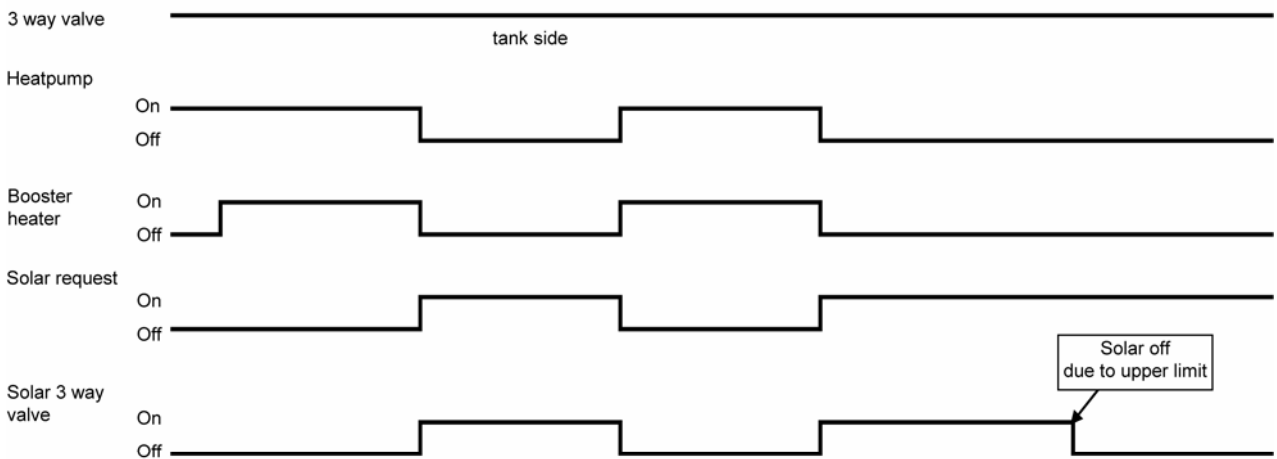 3 way valve
tank side
Heatpump
On
Off
Booster
heater
On
Off
Solar request
On
Off
Solar off
due to upper limit
Solar 3 way
valve
On
Off